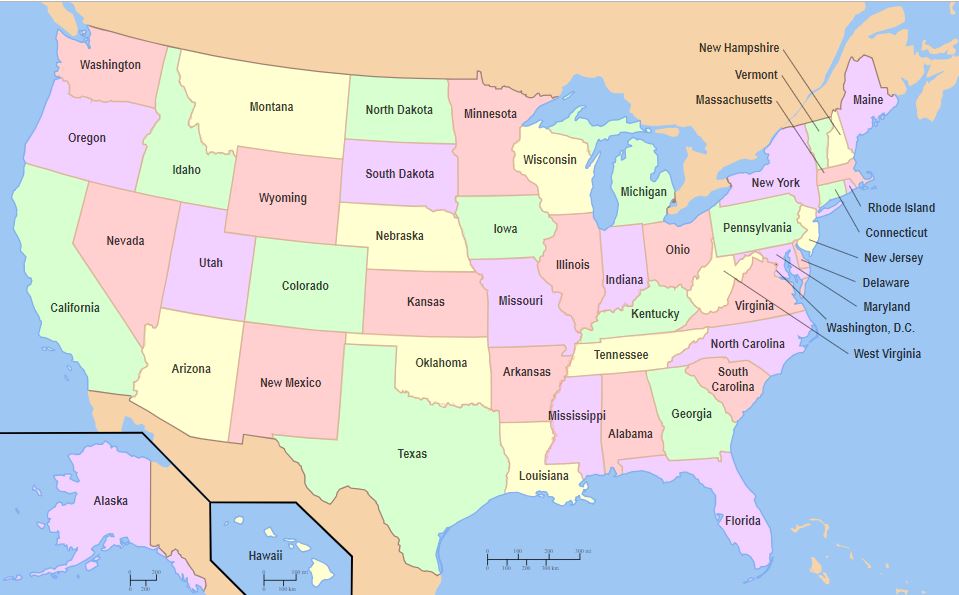 New Hampshire
Vermont
Massachusetts
Washington
Montana
North Dakota
Minnesota
Maine
Oregon
Idaho
Wisconsin
South Dakota
Michigan
New York
Wyoming
Rhode Island
Nebraska
Iowa
Pennsylvania
Connecticut
Nevada
Utah
Illinois
Indiana
Ohio
New Jersey
Colorado
Kansas
Missouri
Delaware
California
Kentucky
Virginia
Maryland
Washington, D.C.
North Carolina
West Virginia
Arizona
New Mexico
Oklahoma
Arkansas
Tennessee
South
Carolina
Mississippi
Alabama
Georgia
Texas
Louisiana
Alaska
Florida
Hawaii
100 200 300 mi
0 100 200 300 km
200
0 200
100 mi
0 100 km